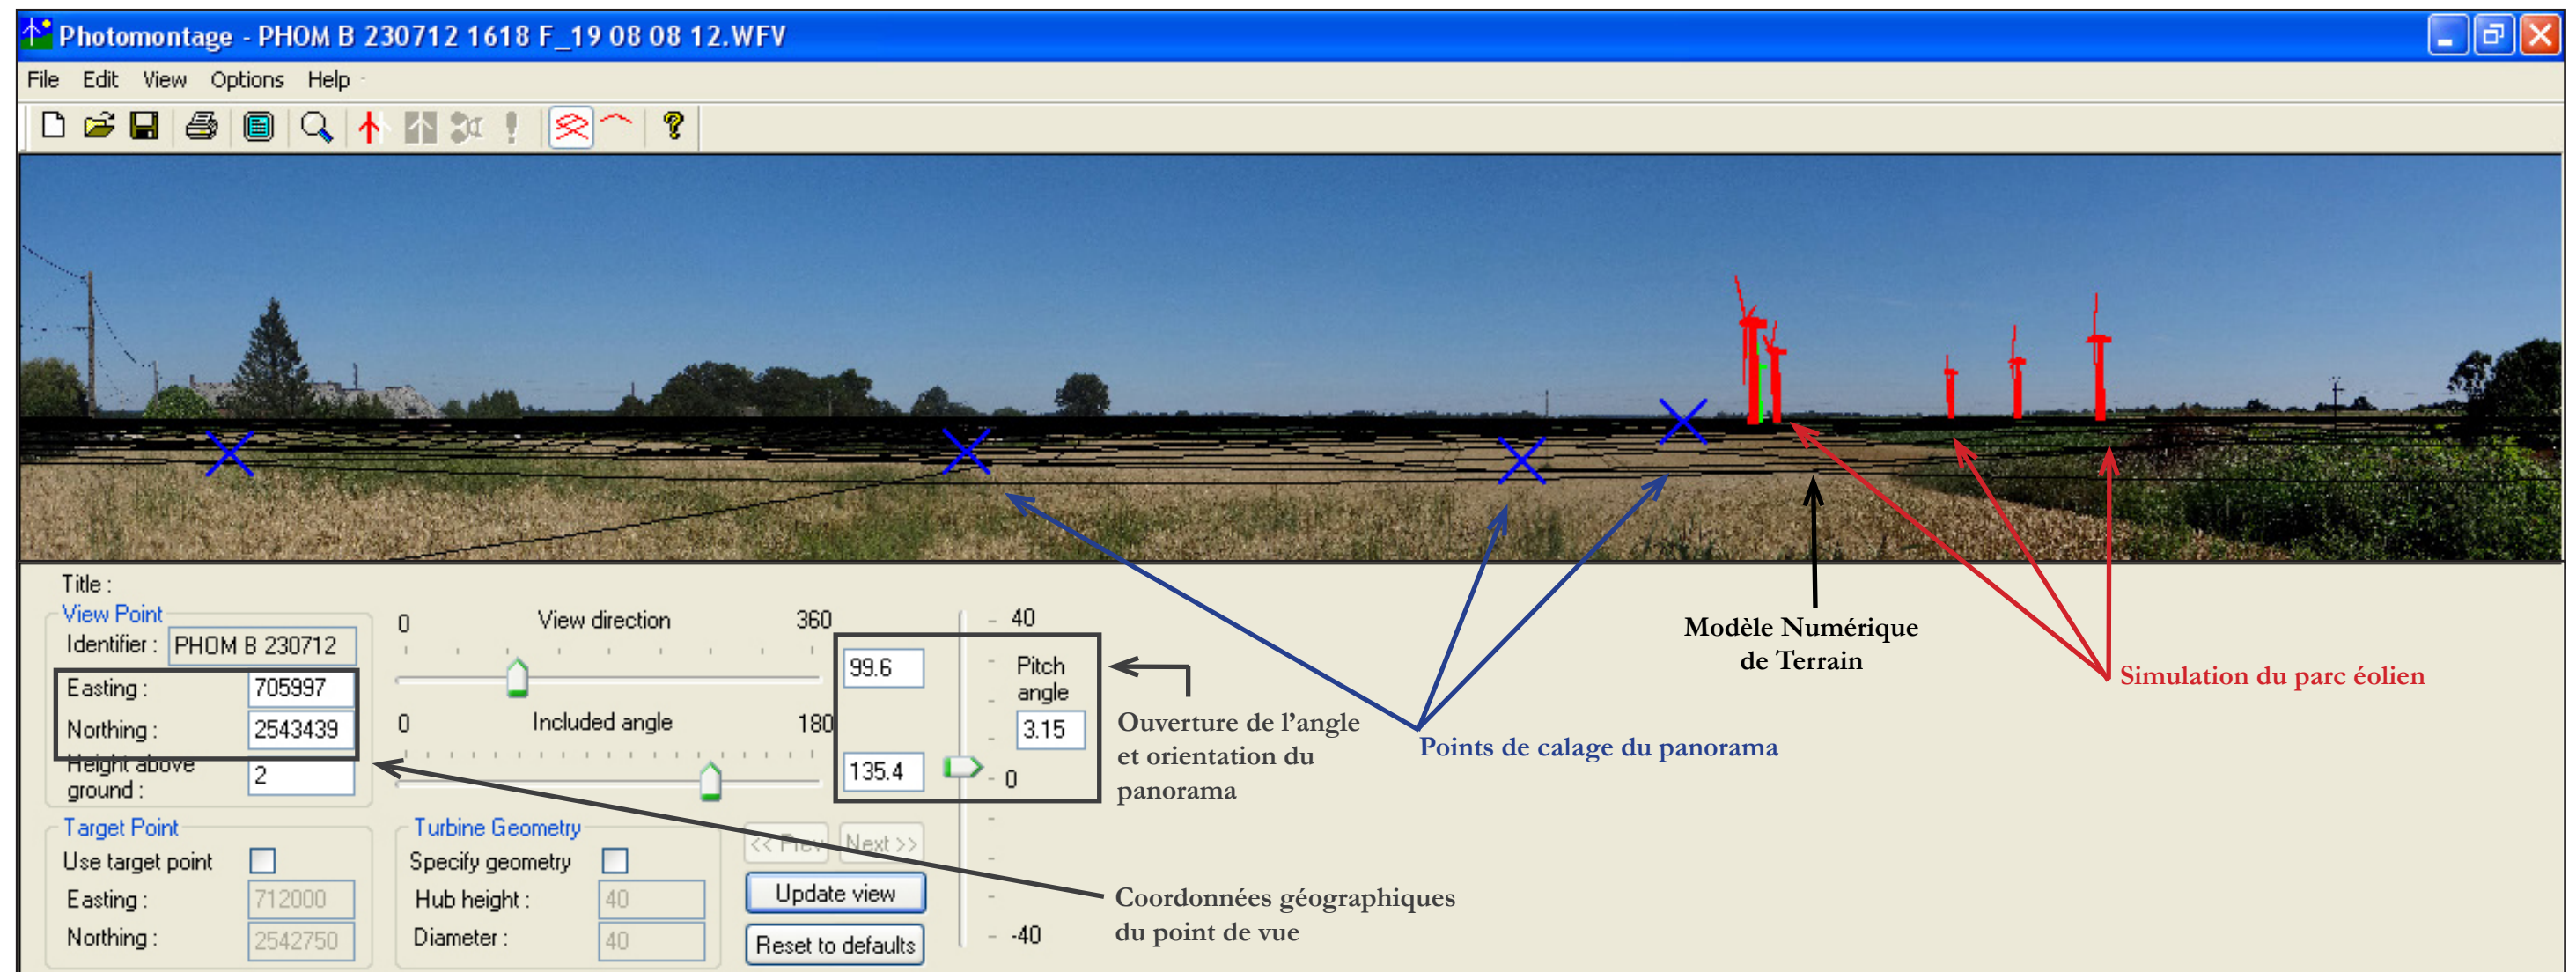 Photomontage - PHOM B 230712 1618 F_19 08 08 12.WFV
File Edit View Options Help
Title :
View Point
Identifier : PHOM B 230712
Easting : 705997
Northing : 2543439
Height above
ground : 2
0 View direction 360
99.6
0 Included angle 180
135.4
40
Pitch
angle
3.15
0
-40
Target Point
Use target point
Easting : 712000
Northing : 2542750
Turbine Geometry
Specify geometry
Hub height : 40
Diameter : 40
<< Prev Next >>
Update view
Reset to defaults
Ouverture de l’angle
et orientation du
panorama
Coordonnées géographiques
du point de vue
Points de calage du panorama
Modèle Numérique
de Terrain
Simulation du parc éolien